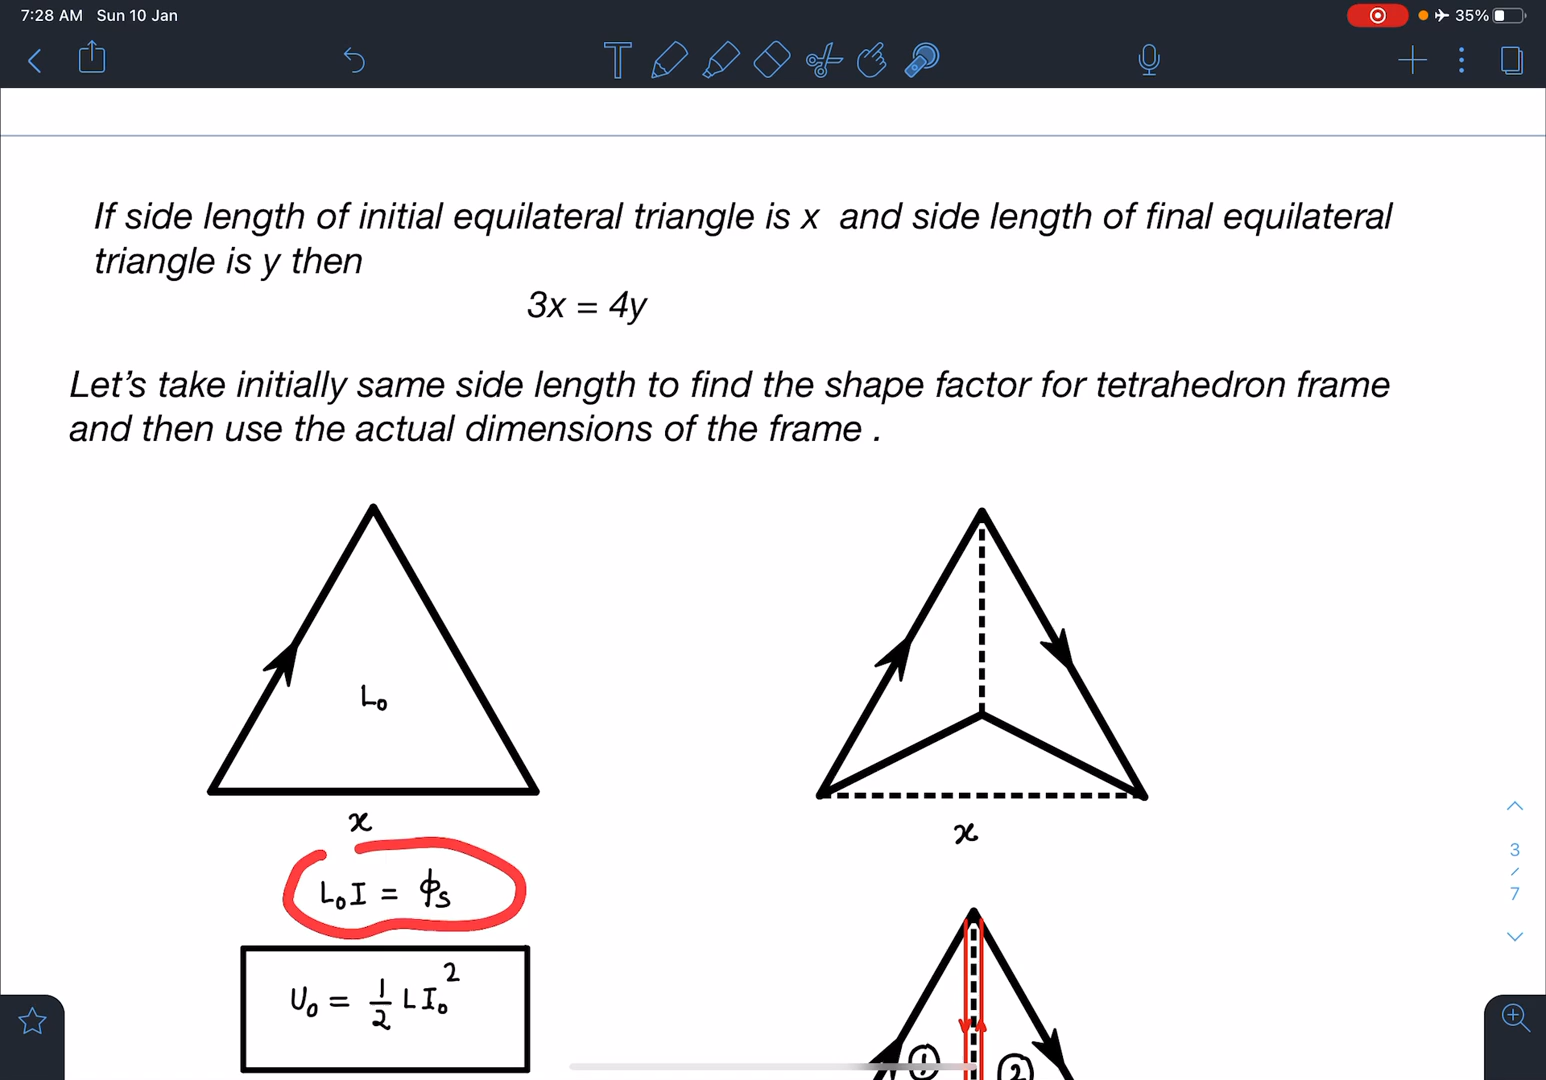 7:28 AM Sun 10 Jan
35%
If side length of initial equilateral triangle is x and side length of final equilateral
triangle is y then
3x = 4y
Let’s take initially same side length to find the shape factor for tetrahedron frame
and then use the actual dimensions of the frame .
L₀
x
x
L₀I = ϕₛ
U₀ = 1/2 LI₀²
① ②
3
/
7